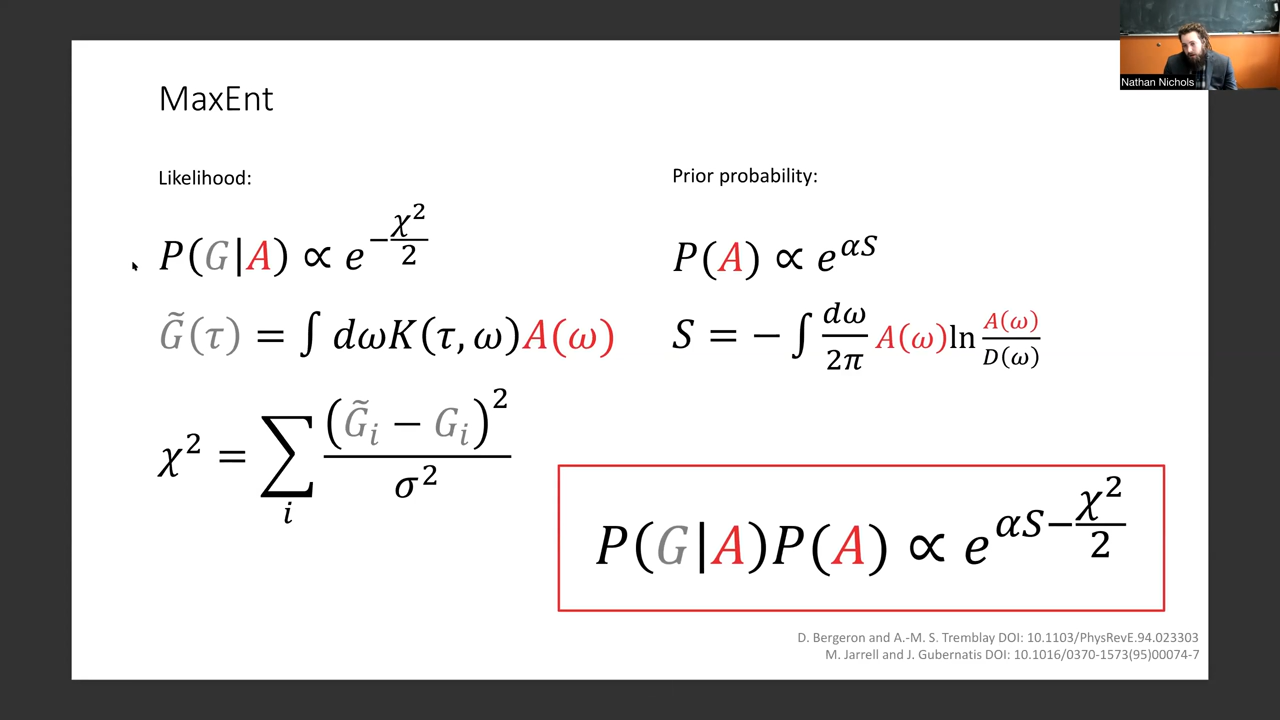 Nathan Nichols
MaxEnt
Likelihood:
P(G|A) ∝ e^{-χ²/2}
G̃(τ) = ∫ dωK(τ, ω)A(ω)
χ² = ∑_i (G̃_i − G_i)² / σ²
Prior probability:
P(A) ∝ e^{αS}
S = − ∫ dω/2π A(ω) ln A(ω)/D(ω)
P(G|A)P(A) ∝ e^{αS−χ²/2}
D. Bergeron and A.-M. S. Tremblay DOI: 10.1103/PhysRevE.94.023303
M. Jarrell and J. Gubernatis DOI: 10.1016/0370-1573(95)00074-7